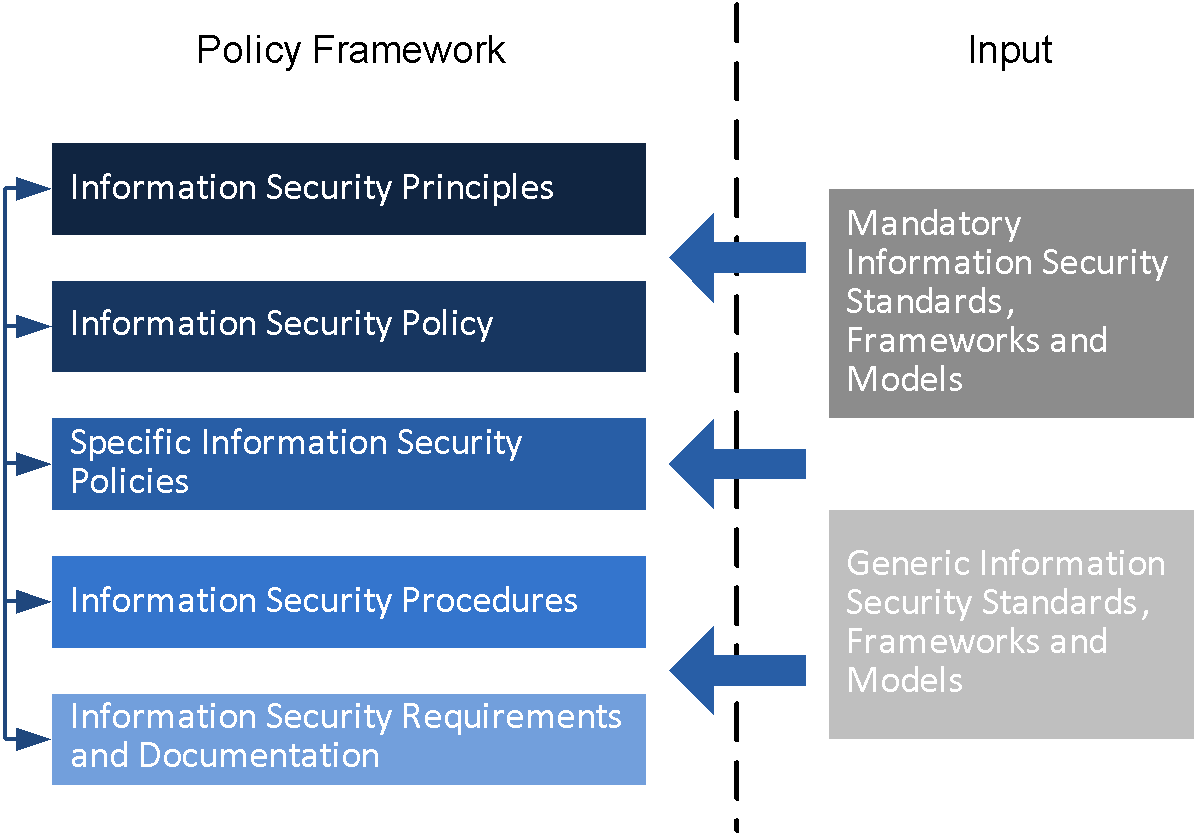 Policy Framework
Input
Information Security Principles
Information Security Policy
Specific Information Security
Policies
Information Security Procedures
Information Security Requirements
and Documentation
Mandatory
Information Security
Standards,
Frameworks and
Models
Generic Information
Security Standards,
Frameworks and
Models